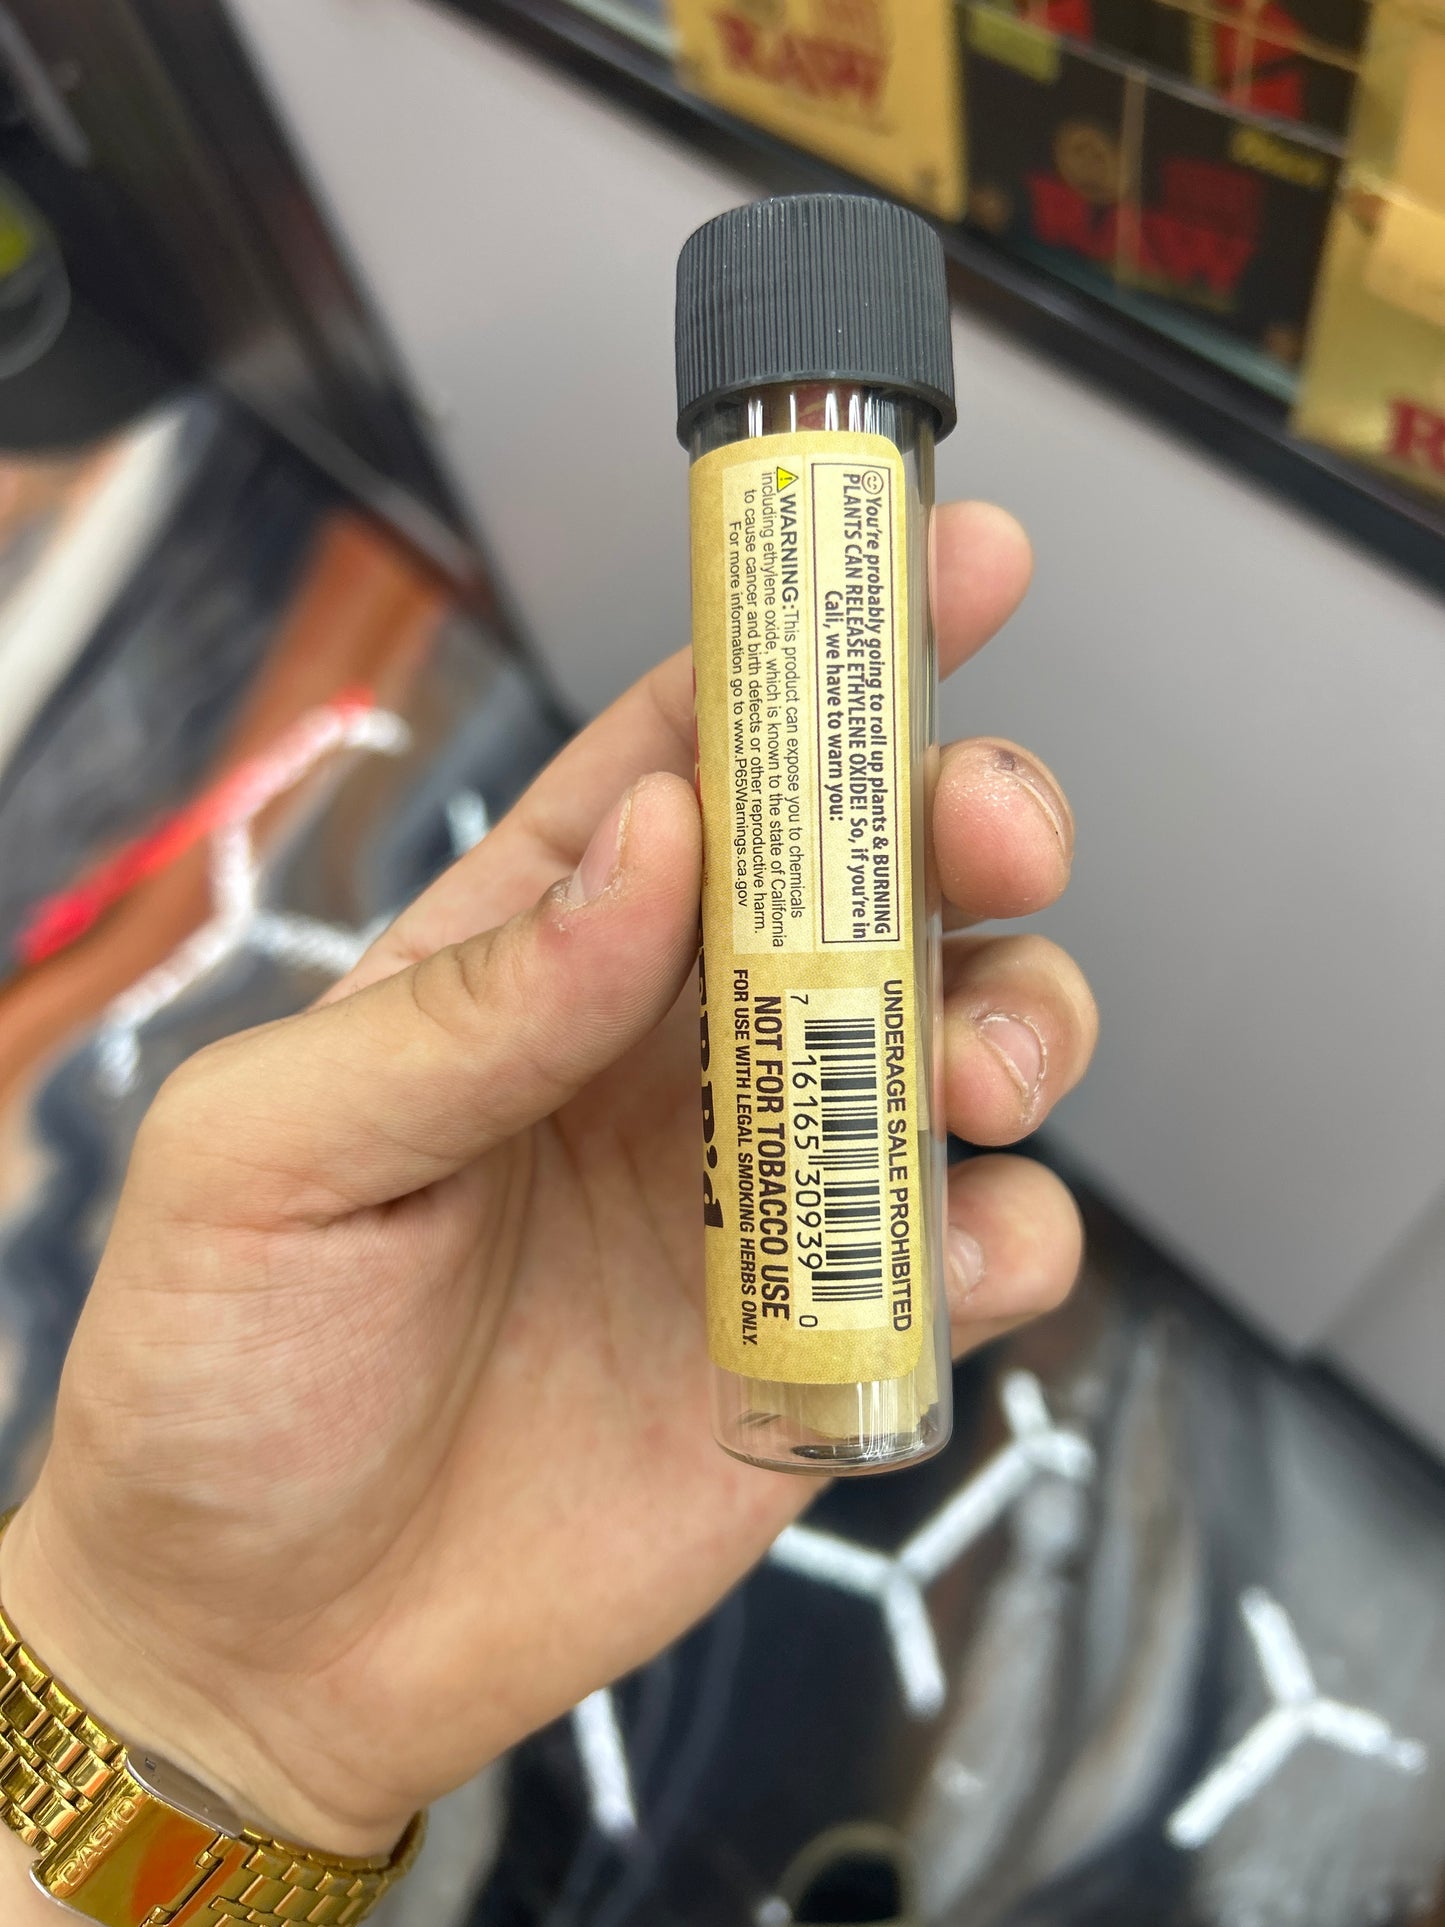 ☺You're probably going to roll up plants & BURNING
PLANTS CAN RELEASE ETHYLENE OXIDE! So, if you're in
Cali, we have to warn you:
⚠WARNING:This product can expose you to chemicals
including ethylene oxide, which is known to the state of California
to cause cancer and birth defects or other reproductive harm.
For more information go to www.P65Warnings.ca.gov
UNDERAGE SALE PROHIBITED
7 16165 30939 0
NOT FOR TOBACCO USE
FOR USE WITH LEGAL SMOKING HERBS ONLY.
CASIO
RAW
RAW